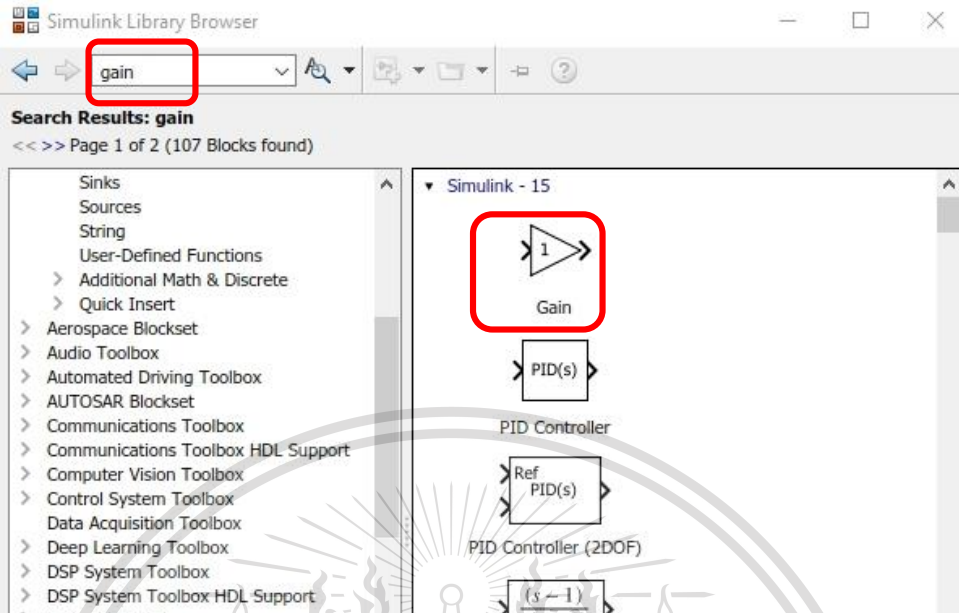 Simulink Library Browser
gain
Search Results: gain
<< >> Page 1 of 2 (107 Blocks found)
Sinks
Sources
String
User-Defined Functions
Additional Math & Discrete
Quick Insert
Aerospace Blockset
Audio Toolbox
Automated Driving Toolbox
AUTOSAR Blockset
Communications Toolbox
Communications Toolbox HDL Support
Computer Vision Toolbox
Control System Toolbox
Data Acquisition Toolbox
Deep Learning Toolbox
DSP System Toolbox
DSP System Toolbox HDL Support
Simulink - 15
1
Gain
PID(s)
PID Controller
Ref
PID(s)
PID Controller (2DOF)
(s-1)